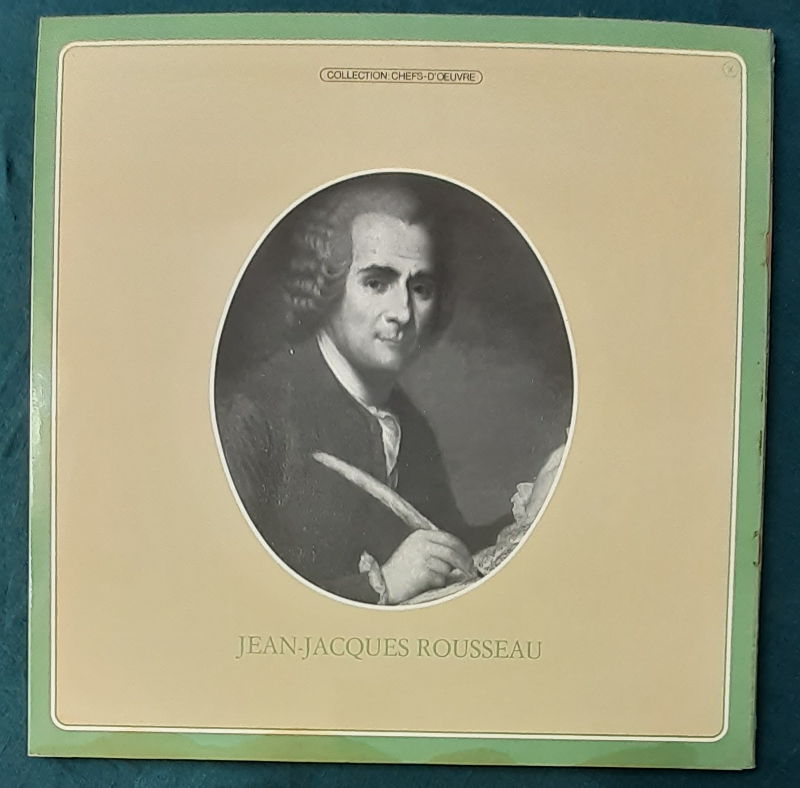 COLLECTION: CHEFS-D'OEUVRE
JEAN-JACQUES ROUSSEAU